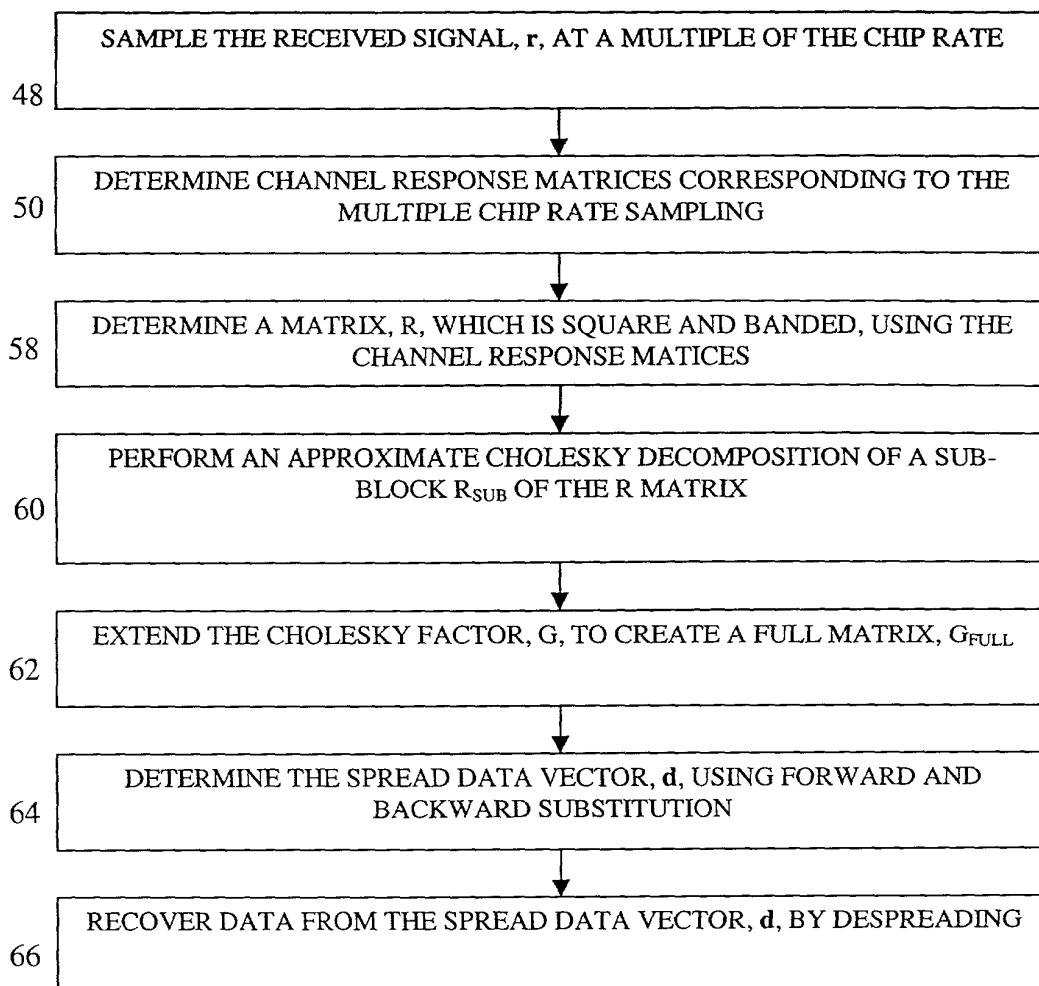 SAMPLE THE RECEIVED SIGNAL, r, AT A MULTIPLE OF THE CHIP RATE
48
DETERMINE CHANNEL RESPONSE MATRICES CORRESPONDING TO THE
MULTIPLE CHIP RATE SAMPLING
50
DETERMINE A MATRIX, R, WHICH IS SQUARE AND BANDED, USING THE
CHANNEL RESPONSE MATICES
58
PERFORM AN APPROXIMATE CHOLESKY DECOMPOSITION OF A SUB-
BLOCK RSUB OF THE R MATRIX
60
EXTEND THE CHOLESKY FACTOR, G, TO CREATE A FULL MATRIX, GFULL
62
DETERMINE THE SPREAD DATA VECTOR, d, USING FORWARD AND
BACKWARD SUBSTITUTION
64
RECOVER DATA FROM THE SPREAD DATA VECTOR, d, BY DESPREADING
66